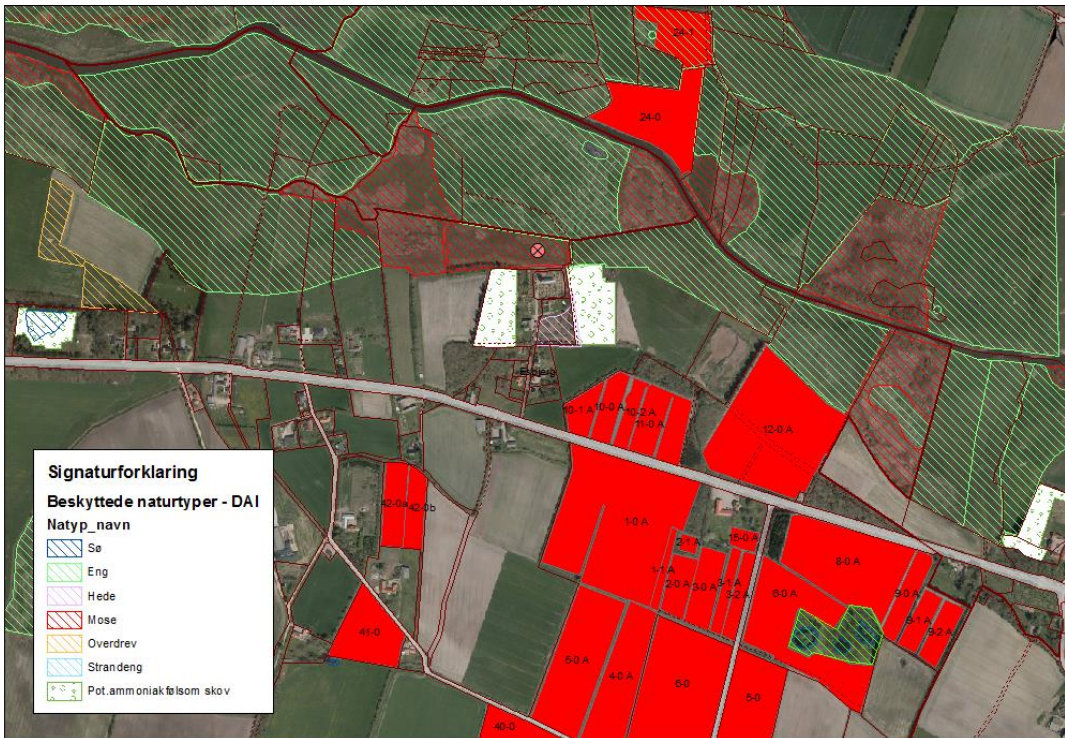 24-1
24-0
Esbjerg
10-1 A
10-0 A
10-2 A
11-0 A
12-0 A
42-0a
42-0b
1-0 A
2-1 A
15-0 A
8-0 A
1-1 A
2-0 A
3-0 A
3-1 A
3-2 A
6-0 A
9-0 A
9-1 A
9-2 A
41-0
5-0 A
4-0 A
6-0
5-0
40-0
Signaturforklaring
Beskyttede naturtyper - DAI
Natyp_navn
Sø
Eng
Hede
Mose
Overdrev
Strandeng
Pot.ammoniakfølsom skov